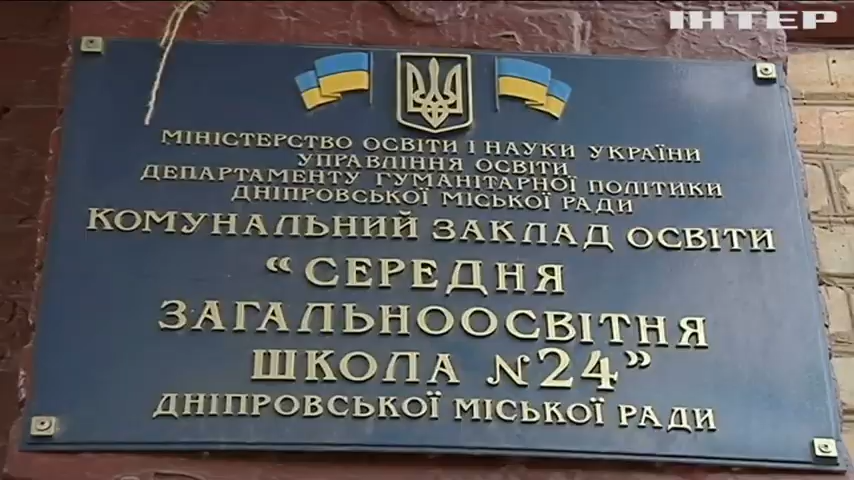 ІНТЕР
МІНІСТЕРСТВО ОСВІТИ І НАУКИ УКРАЇНИ
УПРАВЛІННЯ ОСВІТИ
ДЕПАРТАМЕНТУ ГУМАНІТАРНОЇ ПОЛІТИКИ
ДНІПРОВСЬКОЇ МІСЬКОЇ РАДИ
КОМУНАЛЬНИЙ ЗАКЛАД ОСВІТИ
“СЕРЕДНЯ
ЗАГАЛЬНООСВІТНЯ
ШКОЛА №24”
ДНІПРОВСЬКОЇ МІСЬКОЇ РАДИ